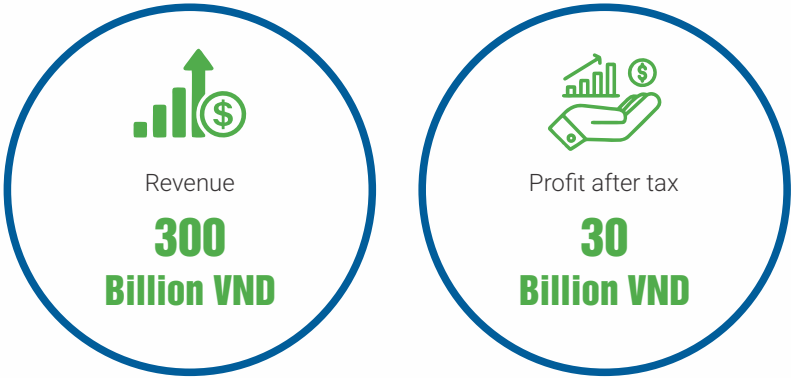 Revenue
300
Billion VND
Profit after tax
30
Billion VND